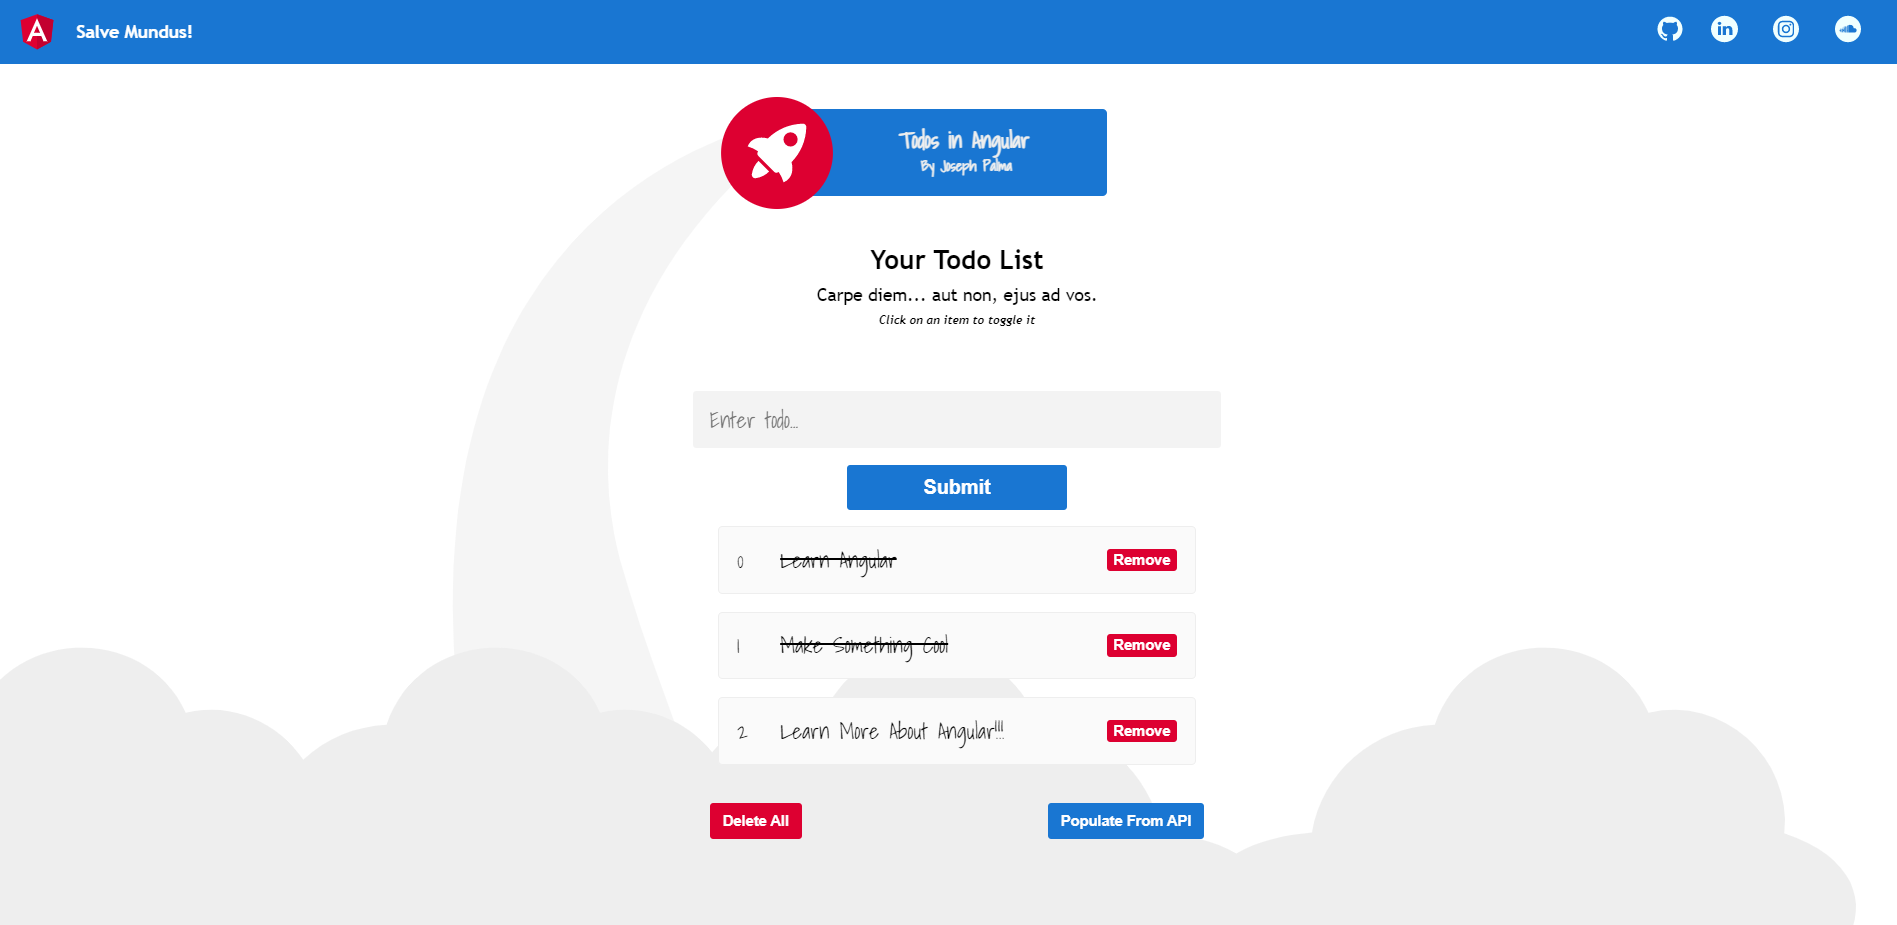 Salve Mundus!
Todos in Angular
By Joseph Palma
Your Todo List
Carpe diem... aut non, ejus ad vos.
Click on an item to toggle it
Enter todo...
Submit
0 Learn Angular Remove
1 Make Something Cool Remove
2 Learn More About Angular!!! Remove
Delete All Populate From API